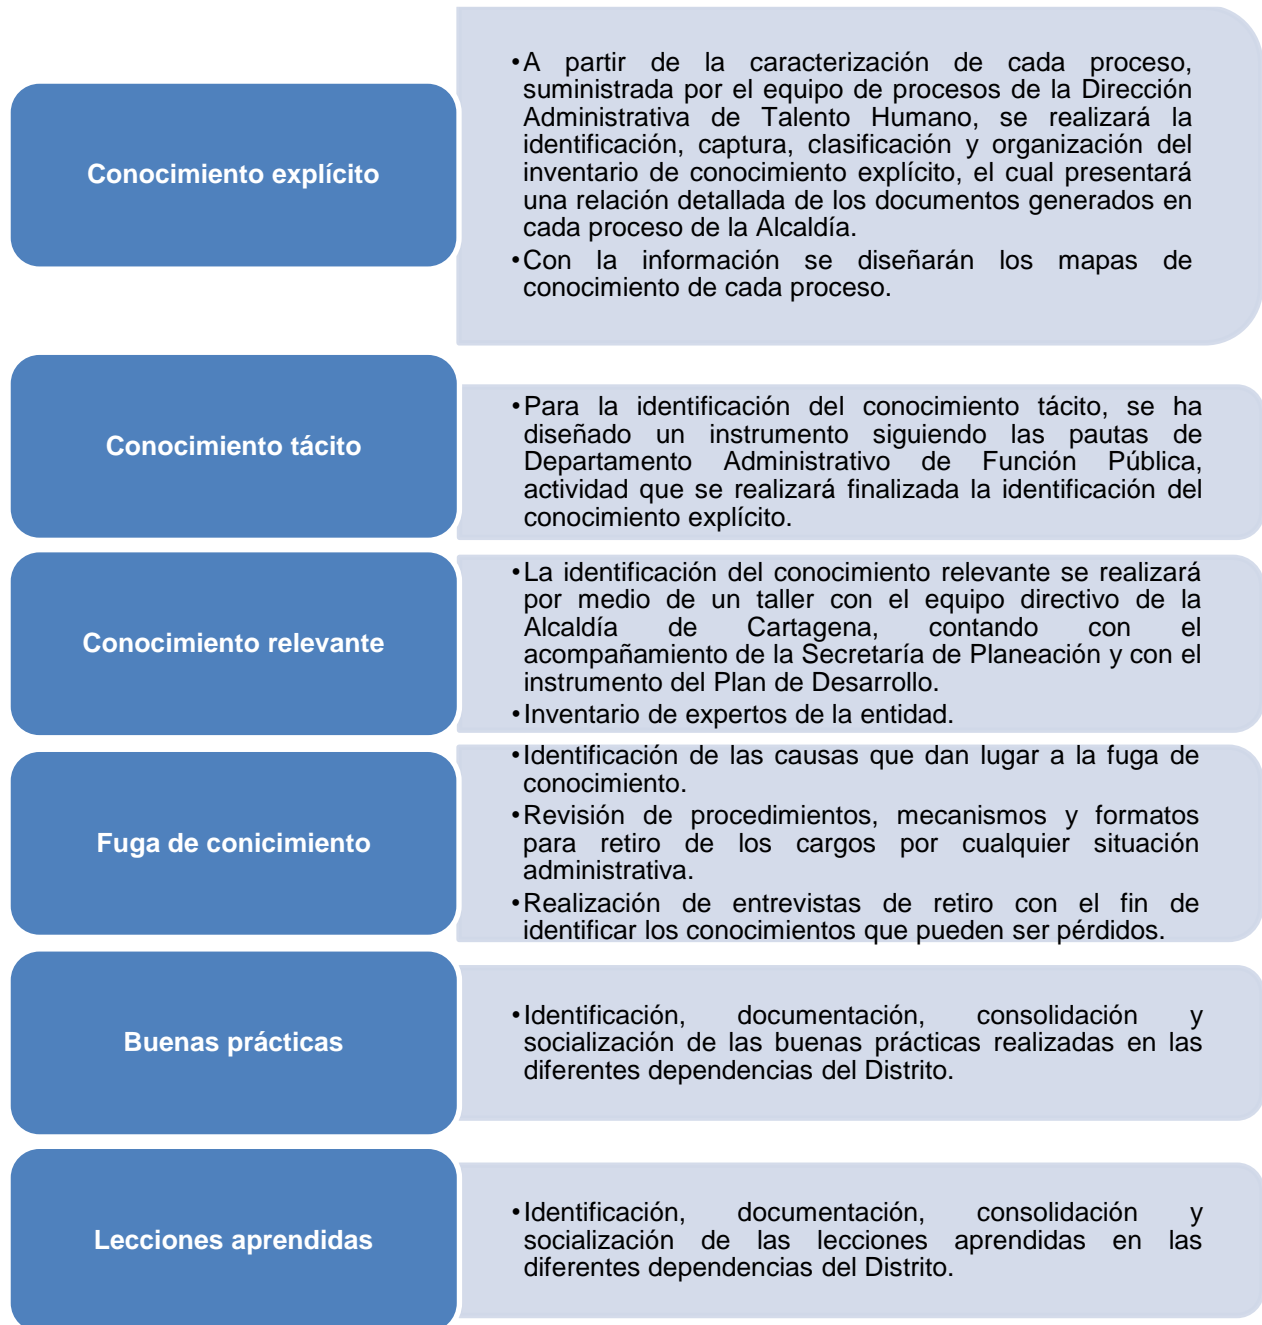 Conocimiento explícito
•A partir de la caracterización de cada proceso,
suministrada por el equipo de procesos de la Dirección
Administrativa de Talento Humano, se realizará la
identificación, captura, clasificación y organización del
inventario de conocimiento explícito, el cual presentará
una relación detallada de los documentos generados en
cada proceso de la Alcaldía.
•Con la información se diseñarán los mapas de
conocimiento de cada proceso.
Conocimiento tácito
•Para la identificación del conocimiento tácito, se ha
diseñado un instrumento siguiendo las pautas de
Departamento Administrativo de Función Pública,
actividad que se realizará finalizada la identificación del
conocimiento explícito.
Conocimiento relevante
•La identificación del conocimiento relevante se realizará
por medio de un taller con el equipo directivo de la
Alcaldía de Cartagena, contando con el
acompañamiento de la Secretaría de Planeación y con el
instrumento del Plan de Desarrollo.
•Inventario de expertos de la entidad.
Fuga de conicimiento
•Identificación de las causas que dan lugar a la fuga de
conocimiento.
•Revisión de procedimientos, mecanismos y formatos
para retiro de los cargos por cualquier situación
administrativa.
•Realización de entrevistas de retiro con el fin de
identificar los conocimientos que pueden ser pérdidos.
Buenas prácticas
•Identificación, documentación, consolidación y
socialización de las buenas prácticas realizadas en las
diferentes dependencias del Distrito.
Lecciones aprendidas
•Identificación, documentación, consolidación y
socialización de las lecciones aprendidas en las
diferentes dependencias del Distrito.